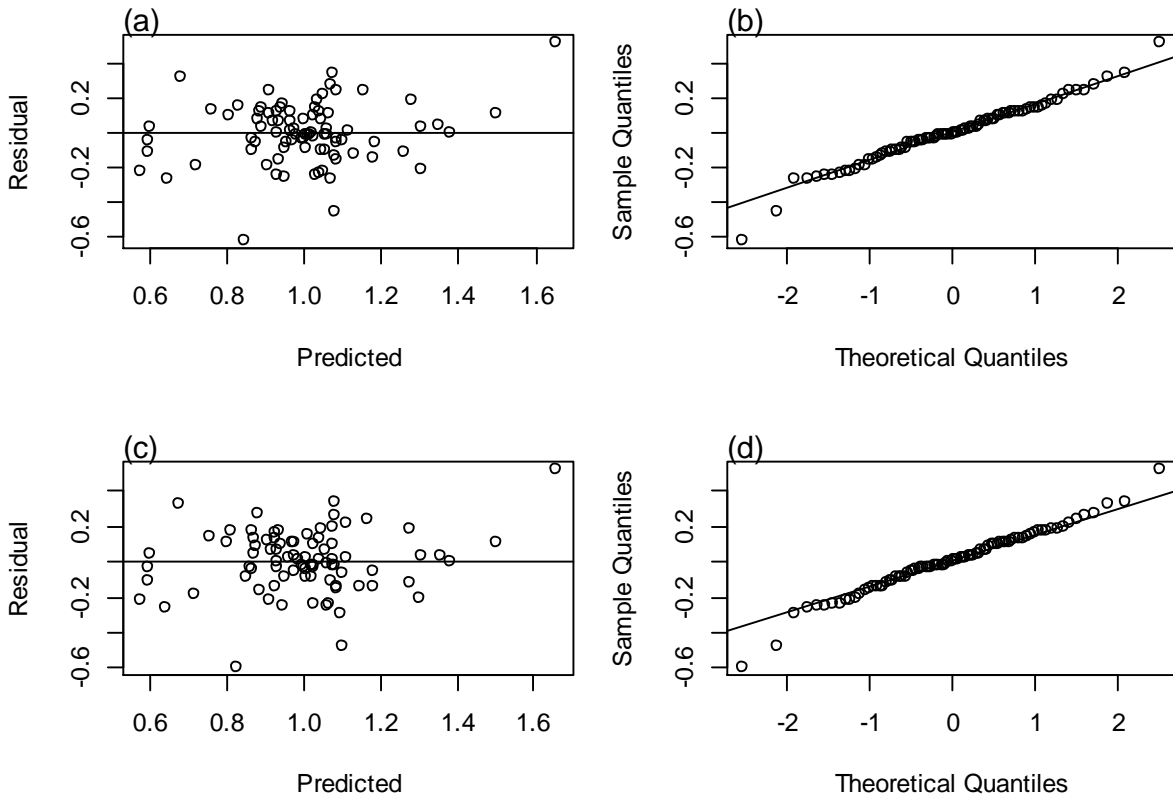 (a)
Residual
0.2
-0.2
-0.6
0.6 0.8 1.0 1.2 1.4 1.6
Predicted
(b)
Sample Quantiles
0.2
-0.2
-0.6
-2 -1 0 1 2
Theoretical Quantiles
(c)
Residual
0.2
-0.2
-0.6
0.6 0.8 1.0 1.2 1.4 1.6
Predicted
(d)
Sample Quantiles
0.2
-0.2
-0.6
-2 -1 0 1 2
Theoretical Quantiles